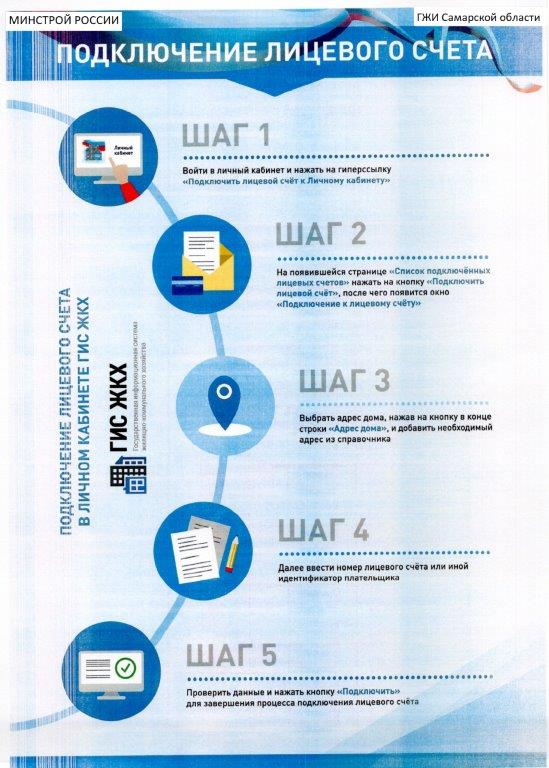 МИНСТРОЙ РОССИИ
ГЖИ Самарской области
ПОДКЛЮЧЕНИЕ ЛИЦЕВОГО СЧЕТА
ШАГ 1
Личный
кабинет
Войти в личный кабинет и нажать на гиперссылку
«Подключить лицевой счёт к Личному кабинету»
ШАГ 2
На появившейся странице «Список подключённых
лицевых счетов» нажать на кнопку «Подключить
лицевой счёт», после чего появится окно
«Подключение к лицевому счёту»
ПОДКЛЮЧЕНИЕ ЛИЦЕВОГО СЧЕТА
В ЛИЧНОМ КАБИНЕТЕ ГИС ЖКХ
ГИС ЖКХ
Государственная информационная система
жилищно-коммунального хозяйства
ШАГ 3
Выбрать адрес дома, нажав на кнопку в конце
строки «Адрес дома», и добавить необходимый
адрес из справочника
ШАГ 4
Далее ввести номер лицевого счёта или иной
идентификатор плательщика
ШАГ 5
Проверить данные и нажать кнопку «Подключить»
для завершения процесса подключения лицевого счёта